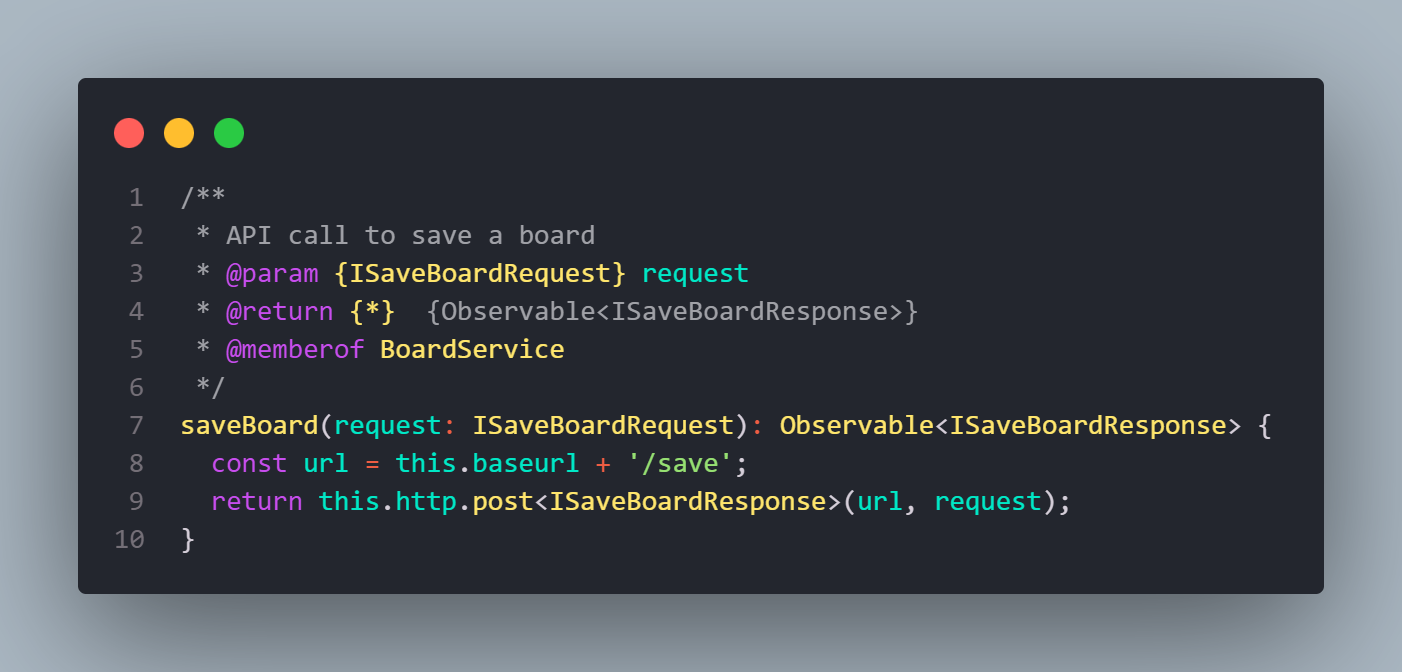 1 /**
2  * API call to save a board
3  * @param {ISaveBoardRequest} request
4  * @return {*}  {Observable<ISaveBoardResponse>}
5  * @memberof BoardService
6  */
7 saveBoard(request: ISaveBoardRequest): Observable<ISaveBoardResponse> {
8   const url = this.baseurl + '/save';
9   return this.http.post<ISaveBoardResponse>(url, request);
10 }